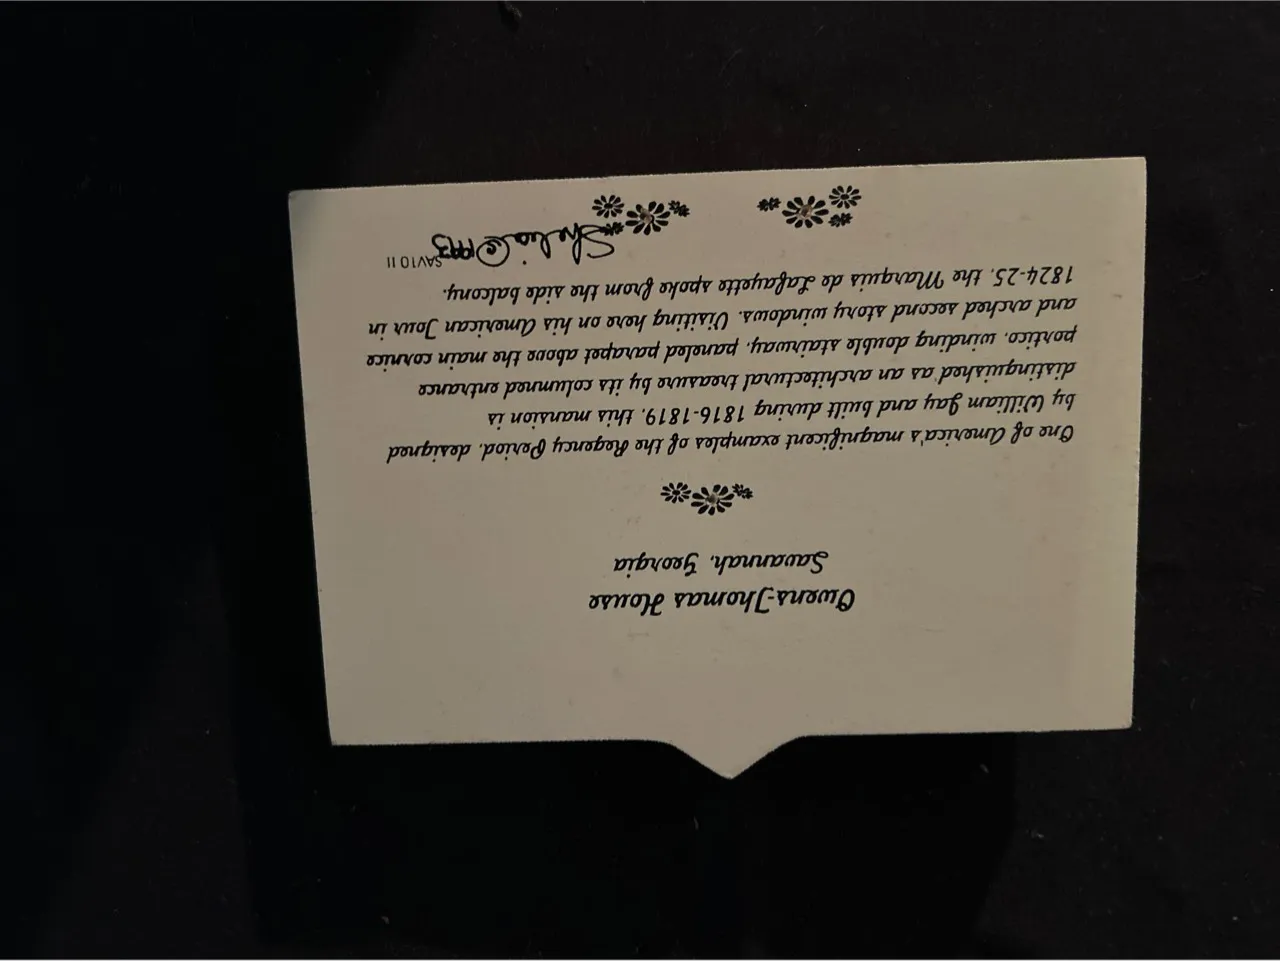 Owens-Thomas House
Savannah, Georgia
One of America's magnificent examples of the Regency Period, designed
by William Jay and built during 1816-1819, this mansion is
distinguished as an architectural treasure by its columned entrance
portico, winding double stairway, paneled parapet above the main cornice
and arched second story windows. Visiting here on his American Tour in
1824-25, the Marquis de Lafayette spoke from the side balcony.
SAV10 II
Shelia © 1993